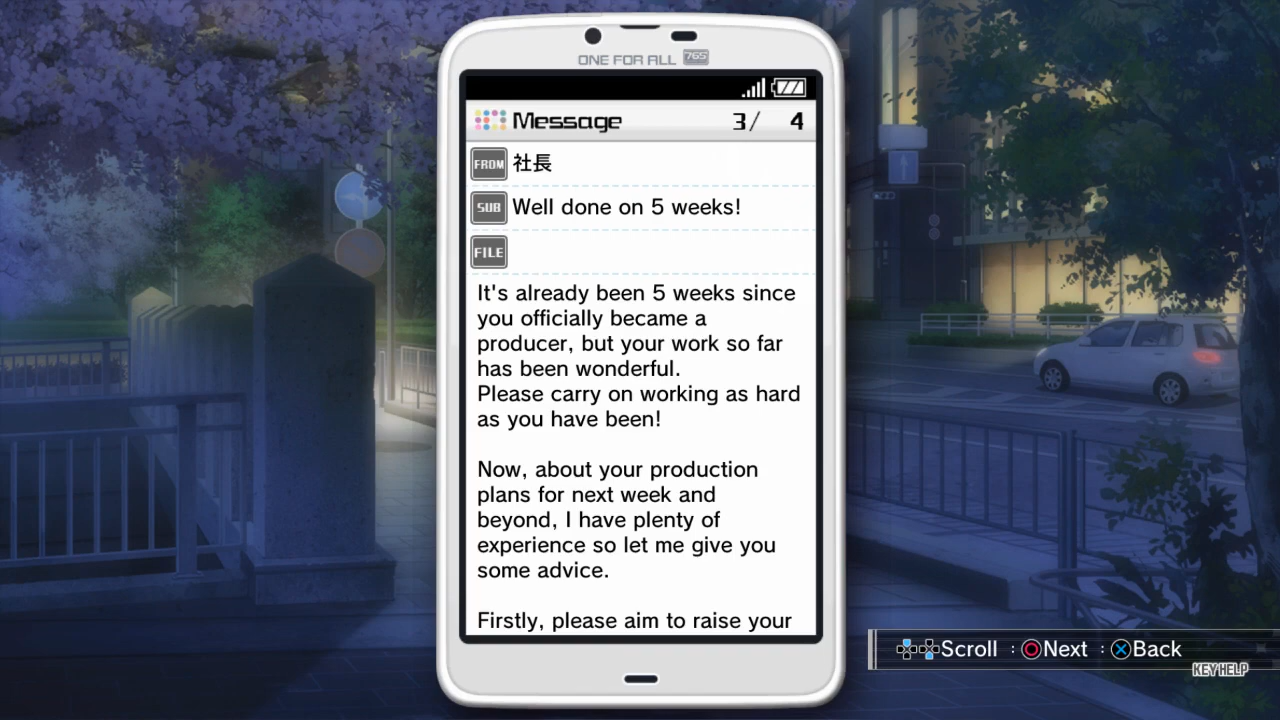 ONE FOR ALL 765
Message 3/ 4
FROM 社長
SUB Well done on 5 weeks!
FILE
It's already been 5 weeks since
you officially became a
producer, but your work so far
has been wonderful.
Please carry on working as hard
as you have been!
Now, about your production
plans for next week and
beyond, I have plenty of
experience so let me give you
some advice.
Firstly, please aim to raise your
Scroll : Next : Back
KEY HELP